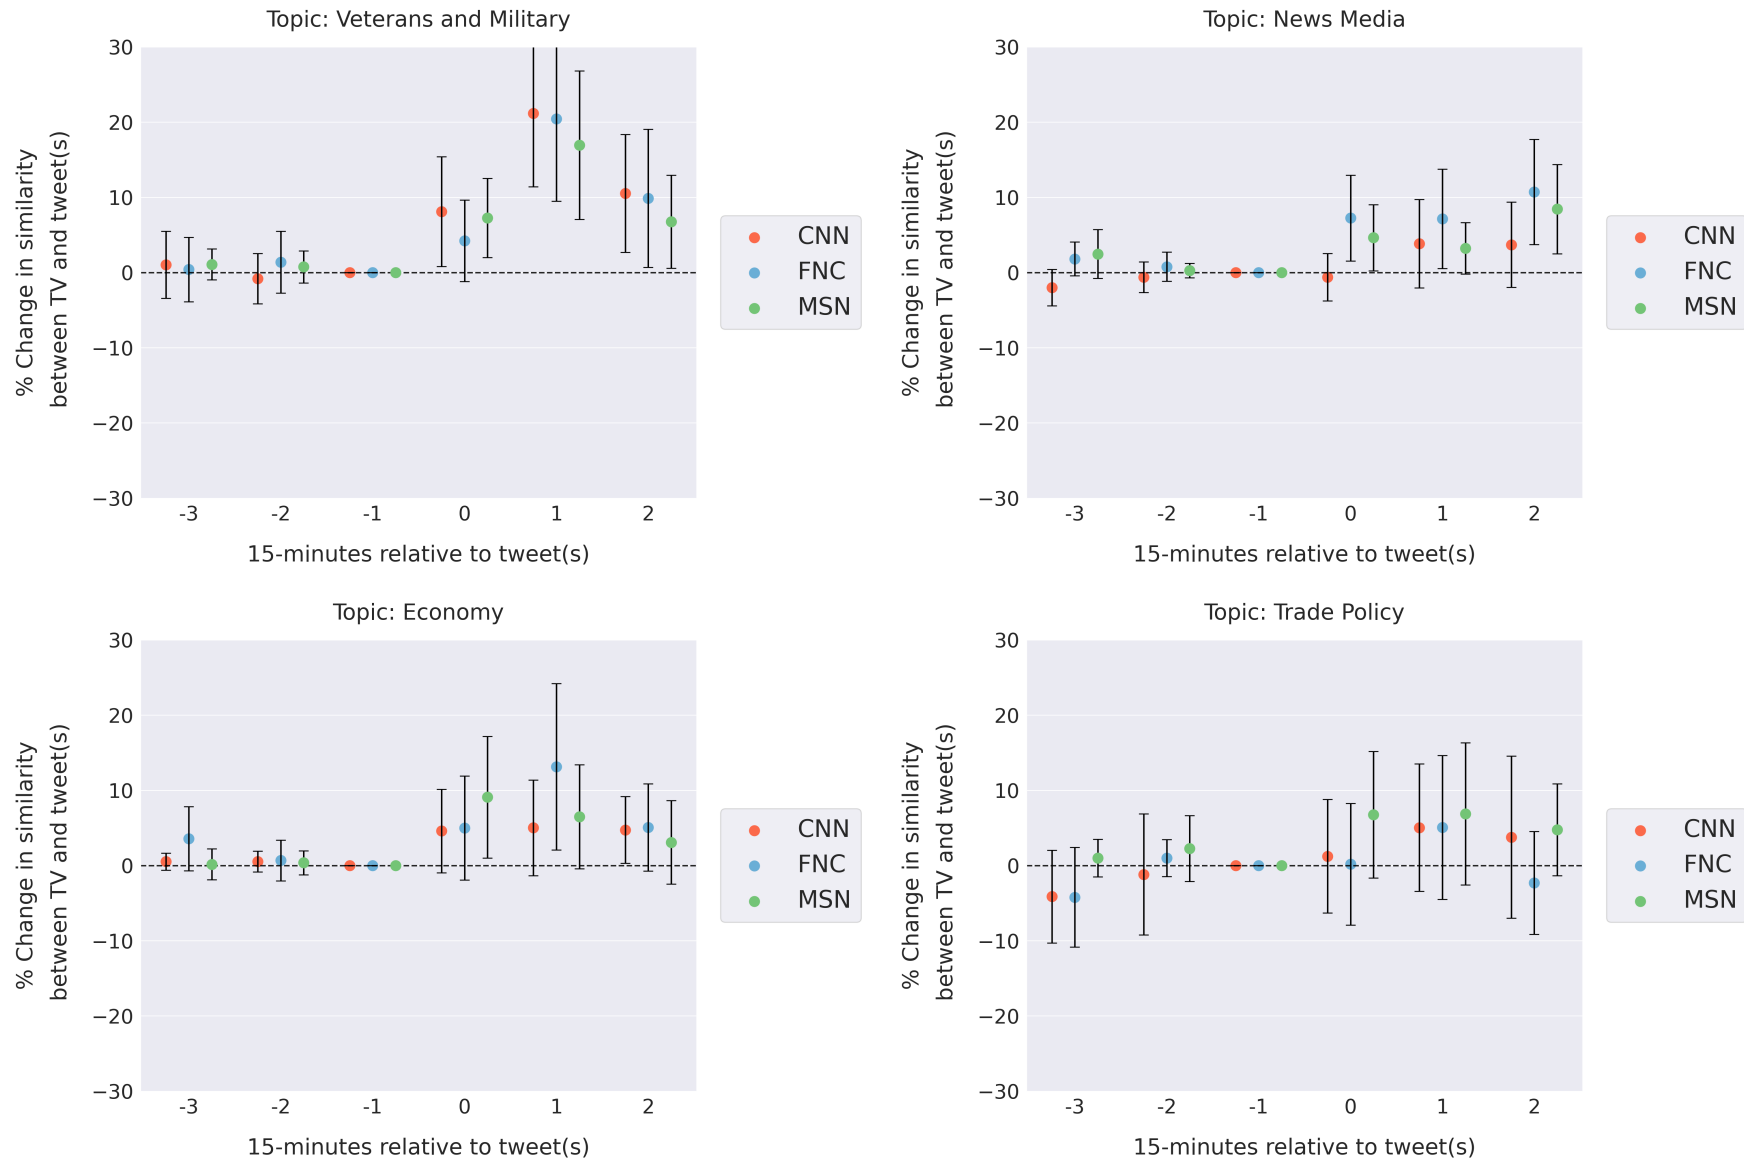 Topic: Veterans and Military
30
20
10
0
−10
−20
−30
% Change in similarity
between TV and tweet(s)
-3 -2 -1 0 1 2
15-minutes relative to tweet(s)
CNN
FNC
MSN
Topic: News Media
30
20
10
0
−10
−20
−30
% Change in similarity
between TV and tweet(s)
-3 -2 -1 0 1 2
15-minutes relative to tweet(s)
CNN
FNC
MSN
Topic: Economy
30
20
10
0
−10
−20
−30
% Change in similarity
between TV and tweet(s)
-3 -2 -1 0 1 2
15-minutes relative to tweet(s)
CNN
FNC
MSN
Topic: Trade Policy
30
20
10
0
−10
−20
−30
% Change in similarity
between TV and tweet(s)
-3 -2 -1 0 1 2
15-minutes relative to tweet(s)
CNN
FNC
MSN